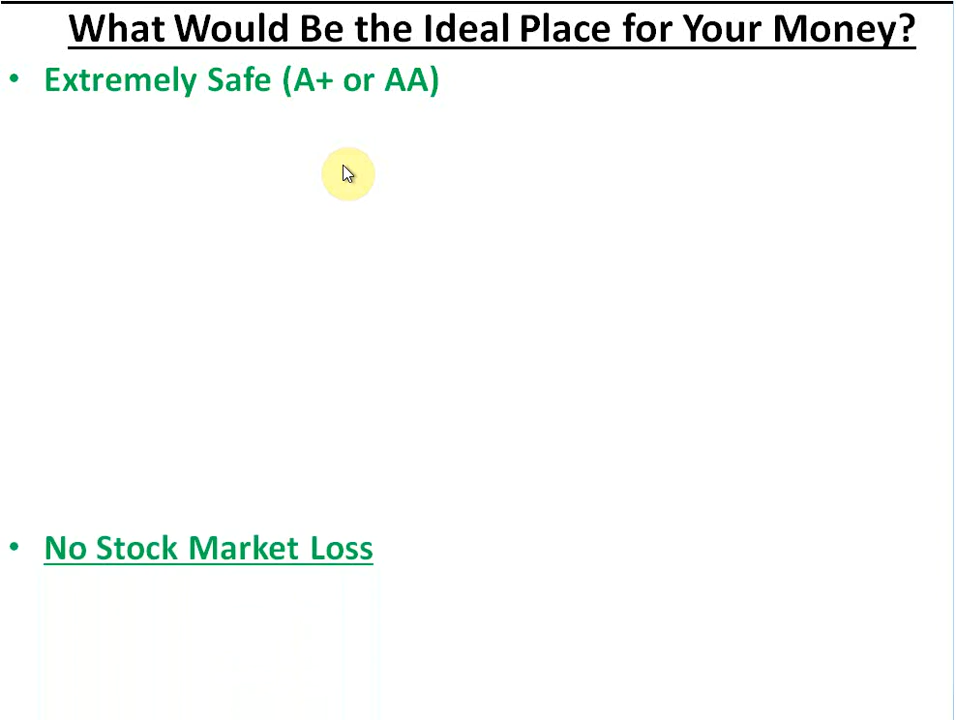 What Would Be the Ideal Place for Your Money?
• Extremely Safe (A+ or AA)
• No Stock Market Loss